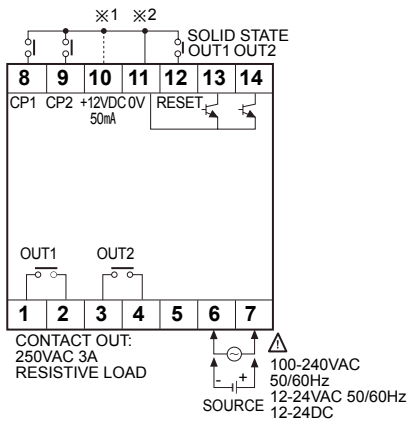 ※1 ※2
SOLID STATE
OUT1 OUT2
8 9 10 11 12 13 14
CP1 CP2 +12VDC 0V RESET
50mA
OUT1 OUT2
1 2 3 4 5 6 7
CONTACT OUT:
250VAC 3A
RESISTIVE LOAD
- +
SOURCE
100-240VAC
50/60Hz
12-24VAC 50/60Hz
12-24DC